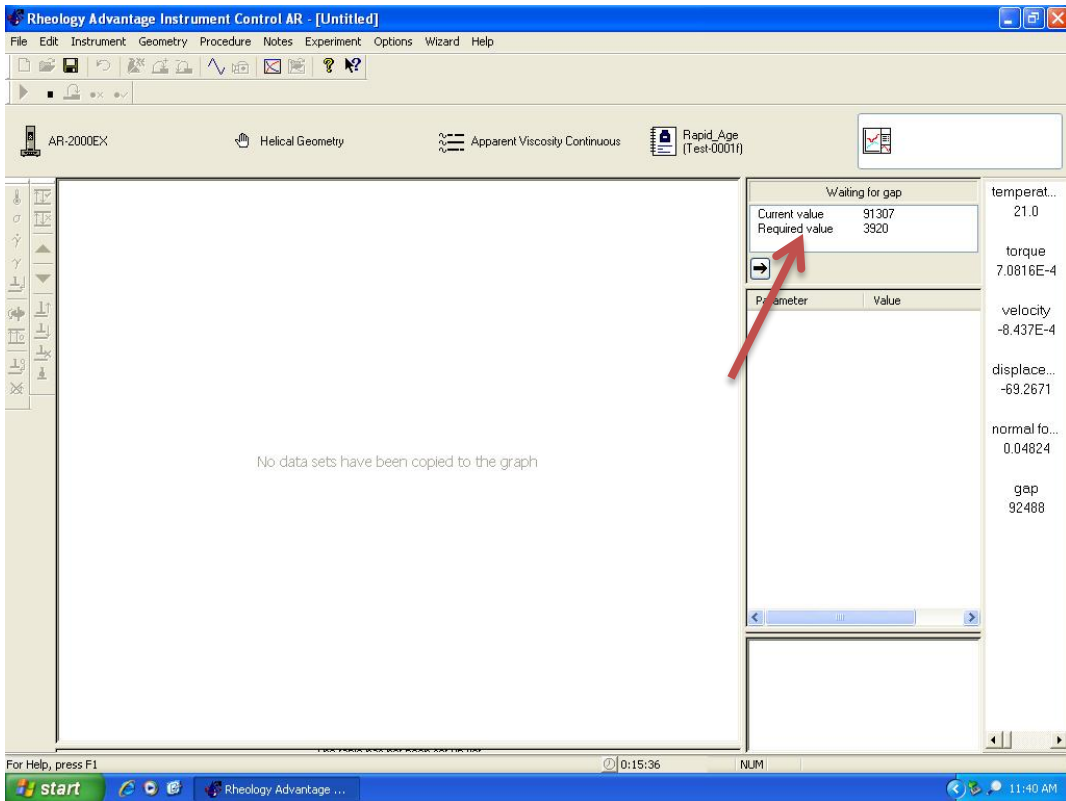 Rheology Advantage Instrument Control AR - [Untitled]
File Edit Instrument Geometry Procedure Notes Experiment Options Wizard Help
AR-2000EX
Helical Geometry
Apparent Viscosity Continuous
Rapid_Age
(Test-0001f)
Waiting for gap
Current value 91307
Required value 3920
Parameter Value
temperat...
21.0
torque
7.0816E-4
velocity
-8.437E-4
displace...
-69.2671
normal fo...
0.04824
gap
92488
No data sets have been copied to the graph
For Help, press F1
0:15:36
NUM
start
Rheology Advantage ...
11:40 AM